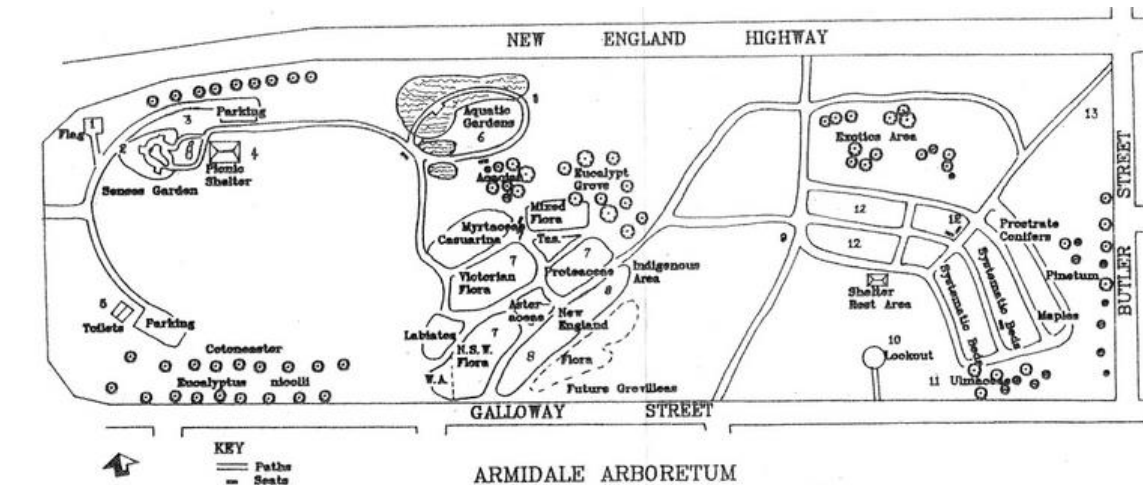 NEW ENGLAND HIGHWAY
Parking
Flag
1
2
3
4
Picnic
Shelter
Senses Garden
Aquatic
Gardens
6
Acacias
Eucalypt
Grove
Mixed
Flora
Myrtaceae
Casuarina
Tas.
7
Victorian
Flora
7
Proteaceae
Indigenous
Area
8
Aster-
aceae
New
England
Flora
7
Labiates
N.S.W.
Flora
8
W.A.
Future Grevilleas
5
Toilets
Parking
Cotoneaster
Eucalyptus nicolii
Exotics Area
13
12
12
12
9
Prostrate
Conifers
Pinetum
Shelter
Rest Area
Systematic Beds
Systematic Beds
Maples
10
Lookout
11
Ulmaceae
BUTLER STREET
GALLOWAY STREET
KEY
Paths
Seats
ARMIDALE ARBORETUM